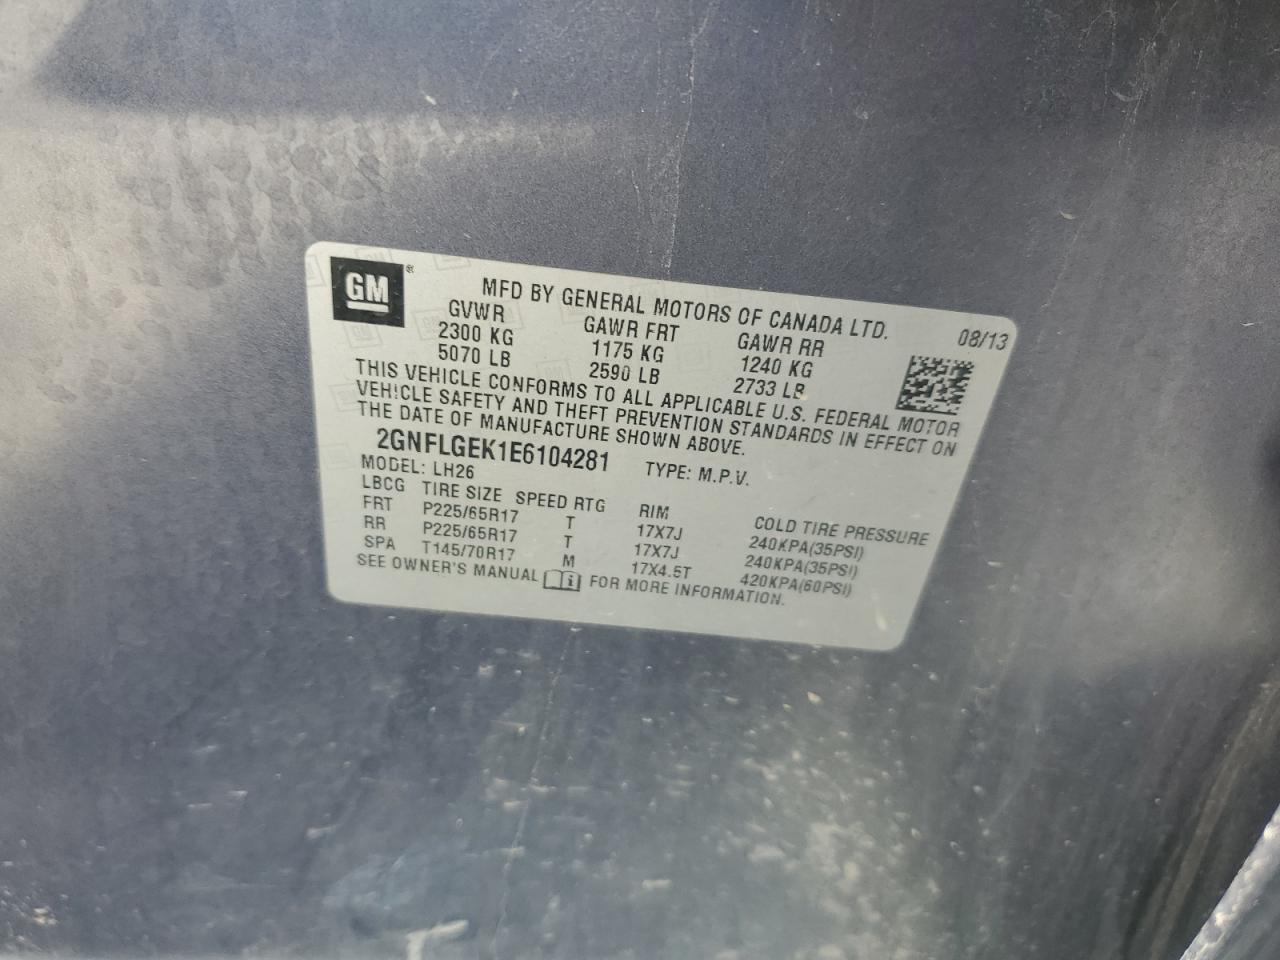 GM®
MFD BY GENERAL MOTORS OF CANADA LTD.
08/13
GVWR GAWR FRT GAWR RR
2300 KG 1175 KG 1240 KG
5070 LB 2590 LB 2733 LB
THIS VEHICLE CONFORMS TO ALL APPLICABLE U.S. FEDERAL MOTOR
VEHICLE SAFETY AND THEFT PREVENTION STANDARDS IN EFFECT ON
THE DATE OF MANUFACTURE SHOWN ABOVE.
2GNFLGEK1E6104281 TYPE: M.P.V.
MODEL: LH26
LBCG TIRE SIZE SPEED RTG RIM COLD TIRE PRESSURE
FRT P225/65R17 T 17X7J 240KPA(35PSI)
RR P225/65R17 T 17X7J 240KPA(35PSI)
SPA T145/70R17 M 17X4.5T 420KPA(60PSI)
SEE OWNER'S MANUAL FOR MORE INFORMATION.